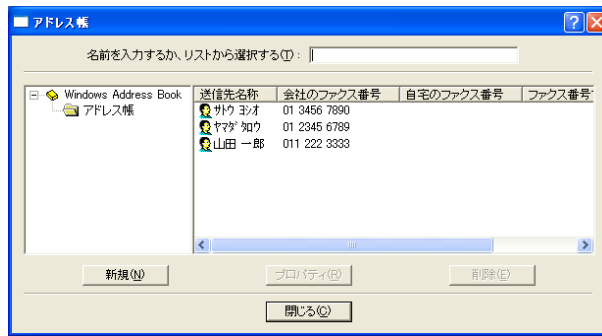 アドレス帳
名前を入力するか、リストから選択する(T):
Windows Address Book
アドレス帳
送信先名称 会社のファクス番号 自宅のファクス番号 ファクス番号
ｻﾄｳ ﾖｼｵ 01 3456 7890
ﾔﾏﾀﾞ ﾀﾛｳ 01 2345 6789
山田 一郎 011 222 3333
新規(N) プロパティ(R) 削除(E)
閉じる(C)